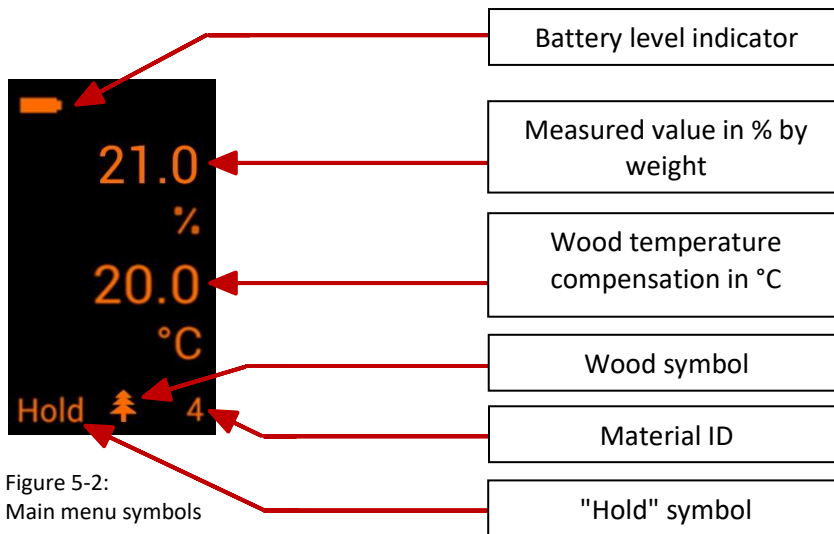 Battery level indicator
21.0
%
Measured value in % by
weight
20.0
°C
Wood temperature
compensation in °C
Wood symbol
Hold
4
Material ID
"Hold" symbol
Figure 5-2:
Main menu symbols